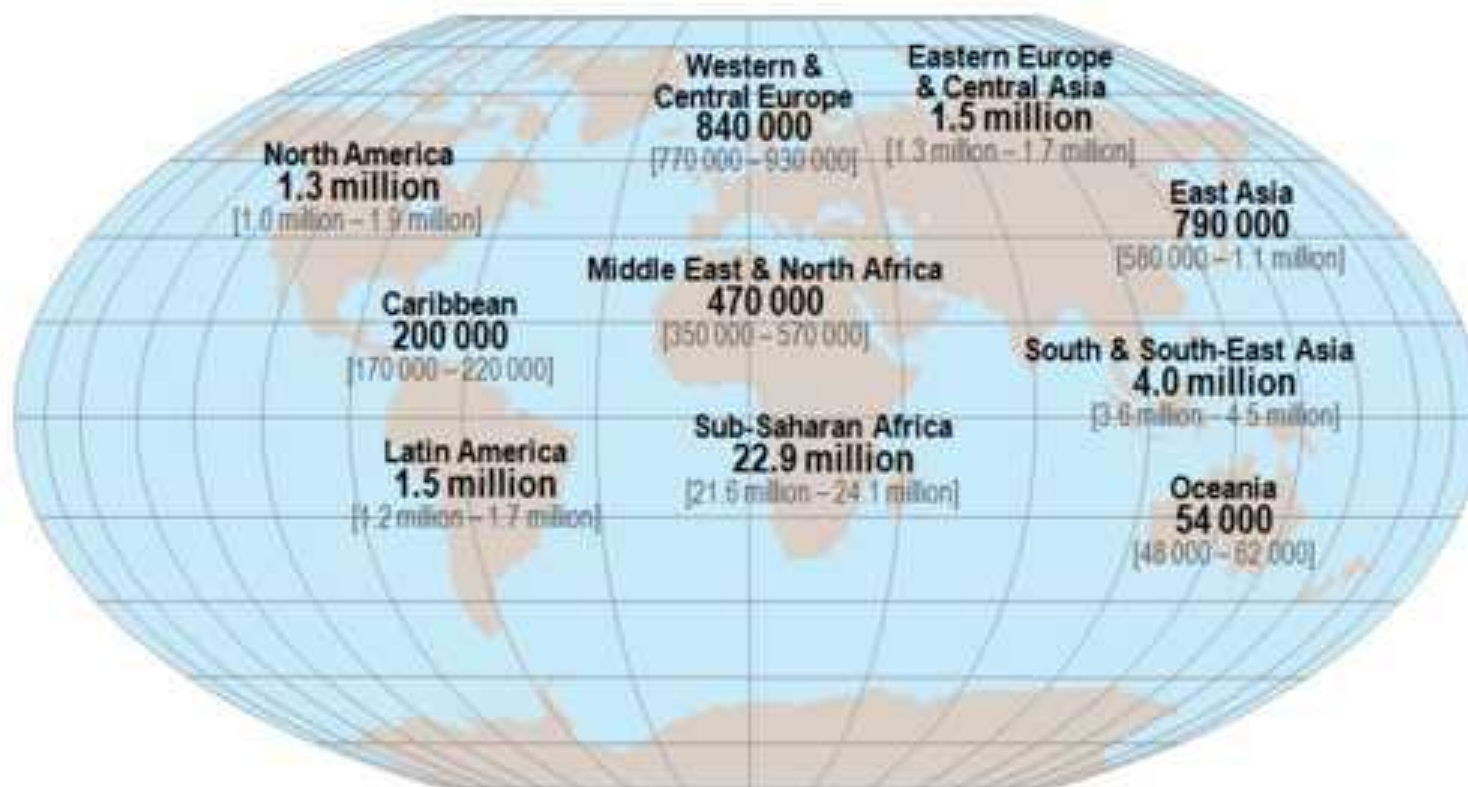 Western &
Central Europe
840 000
[770 000 – 930 000]
Eastern Europe
& Central Asia
1.5 million
[1.3 million – 1.7 million]
North America
1.3 million
[1.0 million – 1.9 million]
East Asia
790 000
[580 000 – 1.1 million]
Middle East & North Africa
470 000
[350 000 – 570 000]
Caribbean
200 000
[170 000 – 220 000]
South & South-East Asia
4.0 million
[3.6 million – 4.5 million]
Sub-Saharan Africa
22.9 million
[21.6 million – 24.1 million]
Latin America
1.5 million
[1.2 million – 1.7 million]
Oceania
54 000
[48 000 – 62 000]